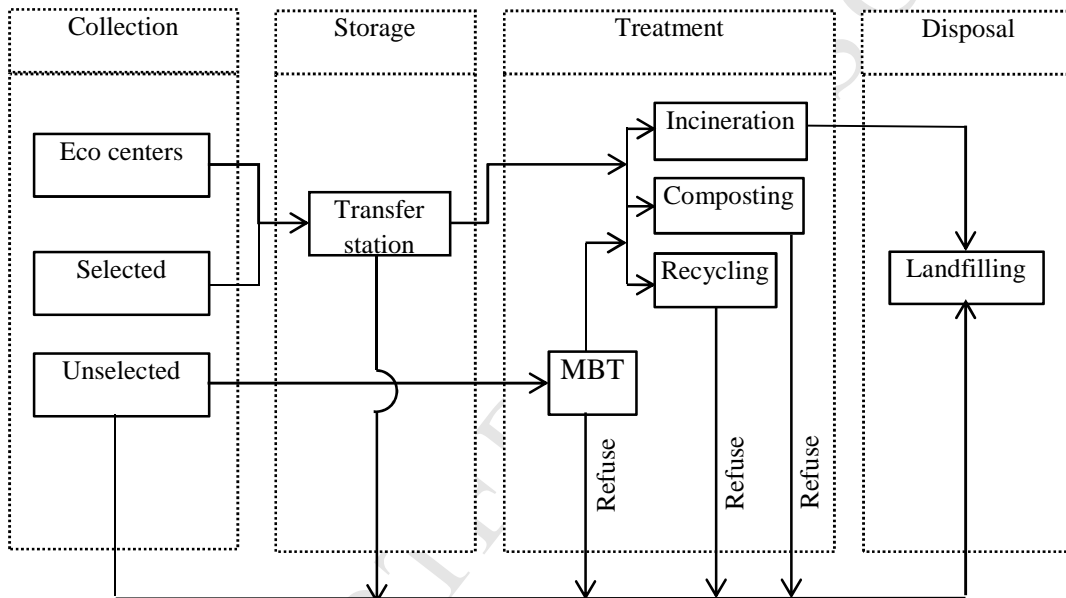 Collection
Storage
Treatment
Disposal
Eco centers
Selected
Unselected
Transfer
station
Incineration
Composting
Recycling
MBT
Landfilling
Refuse
Refuse
Refuse